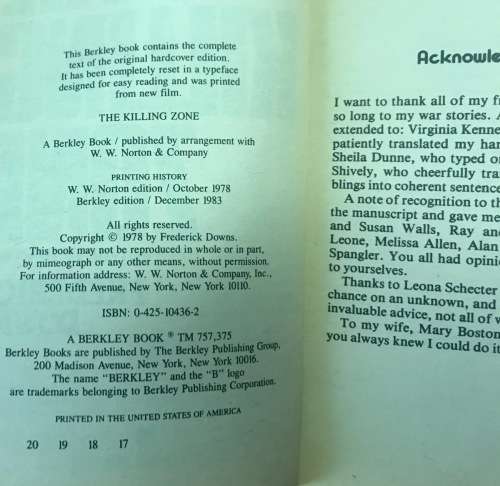 This Berkley book contains the complete
text of the original hardcover edition.
It has been completely reset in a typeface
designed for easy reading and was printed
from new film.
THE KILLING ZONE
A Berkley Book / published by arrangement with
W. W. Norton & Company
PRINTING HISTORY
W. W. Norton edition / October 1978
Berkley edition / December 1983
All rights reserved.
Copyright © 1978 by Frederick Downs.
This book may not be reproduced in whole or in part,
by mimeograph or any other means, without permission.
For information address: W. W. Norton & Company, Inc.,
500 Fifth Avenue, New York, New York 10110.
ISBN: 0-425-10436-2
A BERKLEY BOOK ® TM 757,375
Berkley Books are published by The Berkley Publishing Group,
200 Madison Avenue, New York, New York 10016.
The name "BERKLEY" and the "B" logo
are trademarks belonging to Berkley Publishing Corporation.
PRINTED IN THE UNITED STATES OF AMERICA
20 19 18 17
Acknowle
I want to thank all of my fr
so long to my war stories. A
extended to: Virginia Kenne
patiently translated my han
Sheila Dunne, who typed or
Shively, who cheerfully tran
blings into coherent sentenc
A note of recognition to th
the manuscript and gave me
and Susan Walls, Ray and
Leone, Melissa Allen, Alan
Spangler. You all had opini
to yourselves.
Thanks to Leona Schecter
chance on an unknown, and
invaluable advice, not all of w
To my wife, Mary Boston
you always knew I could do it